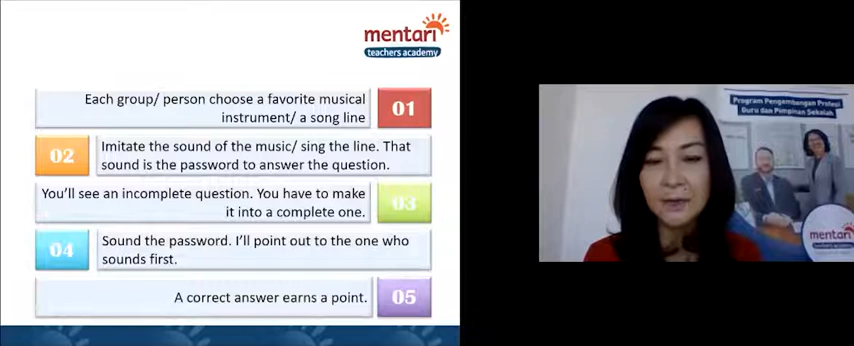 mentari
teachers academy
Each group/ person choose a favorite musical
instrument/ a song line
01
02
Imitate the sound of the music/ sing the line. That
sound is the password to answer the question.
You'll see an incomplete question. You have to make
it into a complete one.
03
04
Sound the password. I'll point out to the one who
sounds first.
A correct answer earns a point.
05
Program Pengembangan Profesi
Guru dan Pimpinan Sekolah
mentari
teachers academy